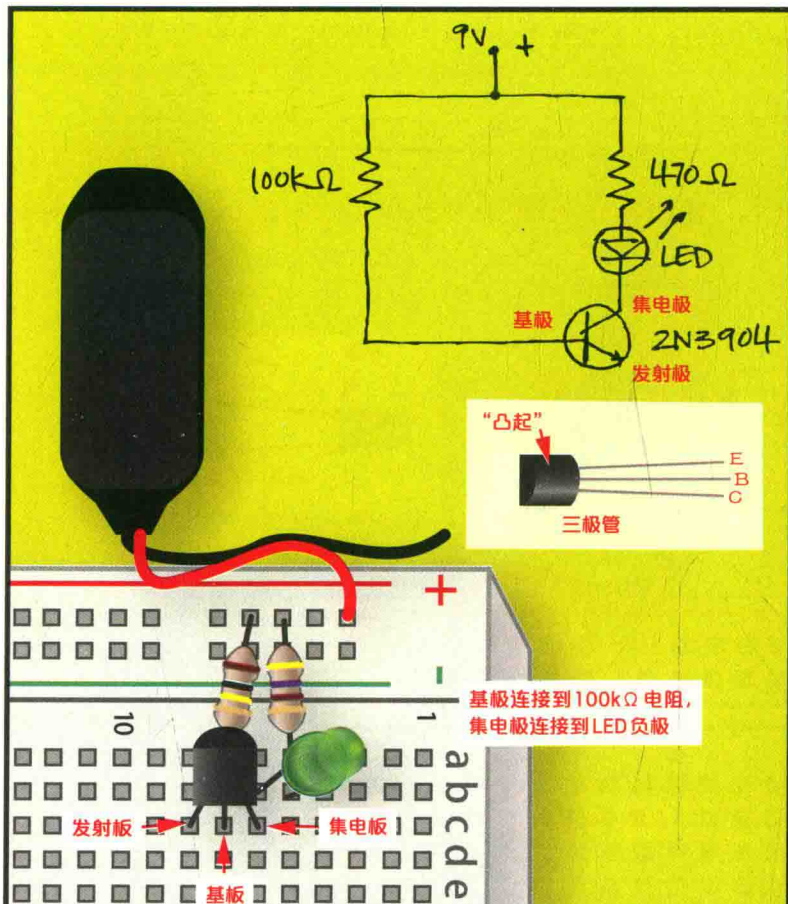 9V +
100kΩ
470Ω
LED
集电极
基极
2N3904
发射极
“凸起”
E
B
C
三极管
+
-
基极连接到100kΩ电阻，
集电极连接到LED负极
10
1
a
b
c
d
e
发射板
集电板
基板